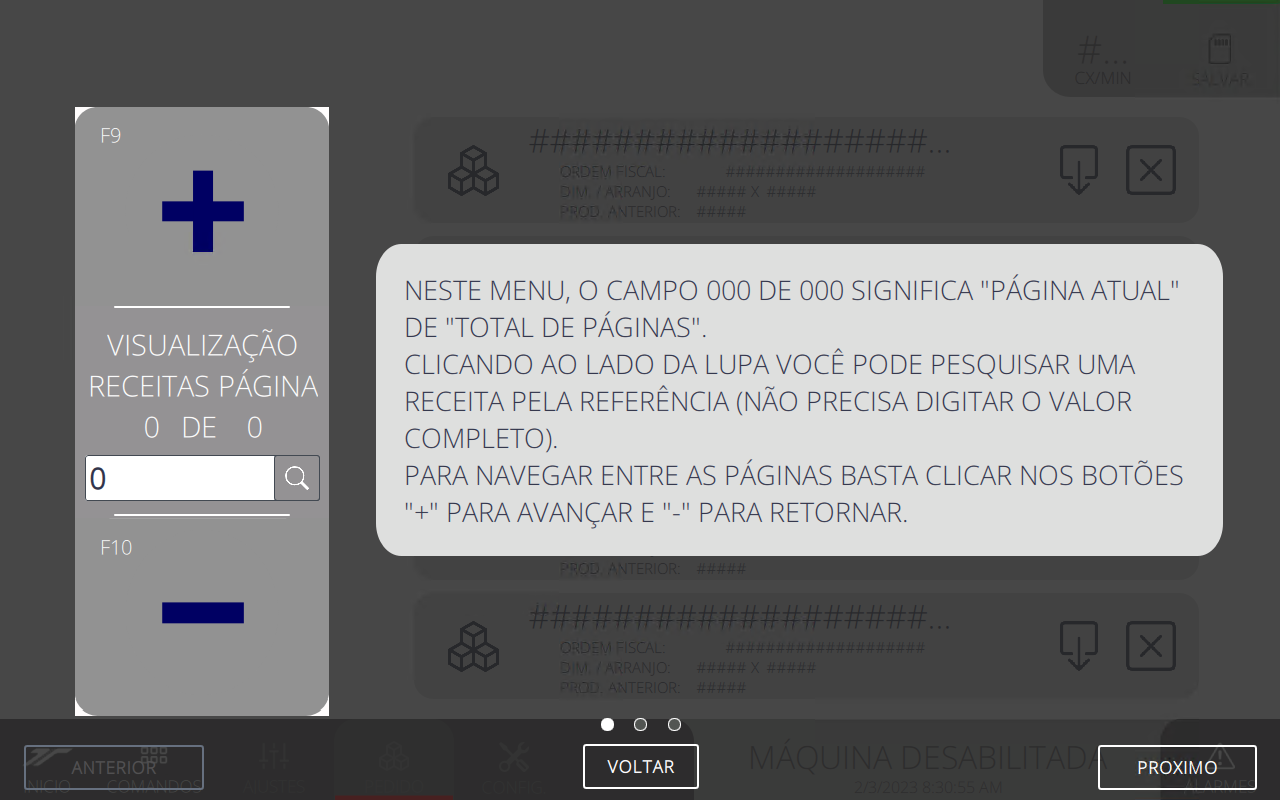 #...
CX/MIN
SALVAR
F9
VISUALIZAÇÃO
RECEITAS PÁGINA
0 DE 0
0
F10
###################...
ORDEM FISCAL: ####################
DIM. / ARRANJO: ##### X #####
PROD. ANTERIOR: #####
NESTE MENU, O CAMPO 000 DE 000 SIGNIFICA "PÁGINA ATUAL"
DE "TOTAL DE PÁGINAS".
CLICANDO AO LADO DA LUPA VOCÊ PODE PESQUISAR UMA
RECEITA PELA REFERÊNCIA (NÃO PRECISA DIGITAR O VALOR
COMPLETO).
PARA NAVEGAR ENTRE AS PÁGINAS BASTA CLICAR NOS BOTÕES
"+" PARA AVANÇAR E "-" PARA RETORNAR.
PROD. ANTERIOR: #####
###################...
ORDEM FISCAL: ####################
DIM. / ARRANJO: ##### X #####
PROD. ANTERIOR: #####
ANTERIOR
INICIO
COMANDOS
AJUSTES
CONFIG
VOLTAR
MÁQUINA DESABILITADA
2/3/2023 8:30:55 AM
PROXIMO
ALARMES